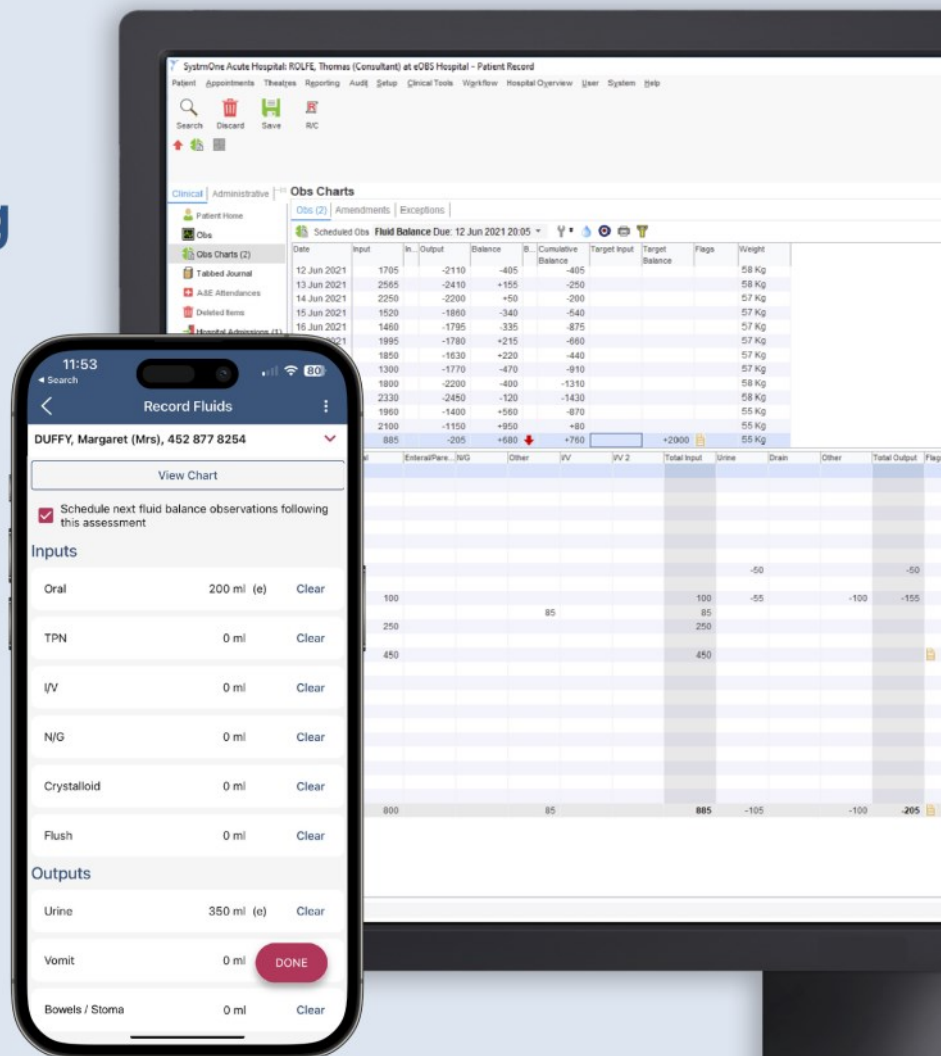 g
SystmOne Acute Hospital: ROLFE, Thomas (Consultant) at eOBS Hospital - Patient Record
Patient Appointments Theatres Reporting Audit Setup Clinical Tools Workflow Hospital Overview User System Help
Search Discard Save R/C
Clinical Administrative
Patient Home
Obs
Obs Charts (2)
Tabbed Journal
A&E Attendances
Deleted Items
Hospital Admissions (1)
Obs Charts
Obs (2) Amendments Exceptions
Scheduled Obs Fluid Balance Due: 12 Jun 2021 20:05
Date Input In... Output Balance B... Cumulative Balance Target Input Target Balance Flags Weight
12 Jun 2021 1705 -2110 -405 -405 58 Kg
13 Jun 2021 2565 -2410 +155 -250 58 Kg
14 Jun 2021 2250 -2200 +50 -200 57 Kg
15 Jun 2021 1520 -1860 -340 -540 57 Kg
16 Jun 2021 1460 -1795 -335 -875 57 Kg
2021 1995 -1780 +215 -660 57 Kg
1850 -1630 +220 -440 57 Kg
1300 -1770 -470 -910 57 Kg
1800 -2200 -400 -1310 58 Kg
2330 -2450 -120 -1430 58 Kg
1960 -1400 +560 -870 55 Kg
2100 -1150 +950 +80 55 Kg
885 -205 +680 +760 +2000 55 Kg
al Enteral/Pare... N/G Other I/V I/V 2 Total Input Urine Drain Other Total Output Flags
-50 -50
100 100 -55 -100 -155
85 85
250 250
450 450
800 85 885 -105 -100 -205
11:53
80
Search
Record Fluids
DUFFY, Margaret (Mrs), 452 877 8254
View Chart
Schedule next fluid balance observations following
this assessment
Inputs
Oral 200 ml (e) Clear
TPN 0 ml Clear
I/V 0 ml Clear
N/G 0 ml Clear
Crystalloid 0 ml Clear
Flush 0 ml Clear
Outputs
Urine 350 ml (e) Clear
Vomit 0 ml DONE
Bowels / Stoma 0 ml Clear